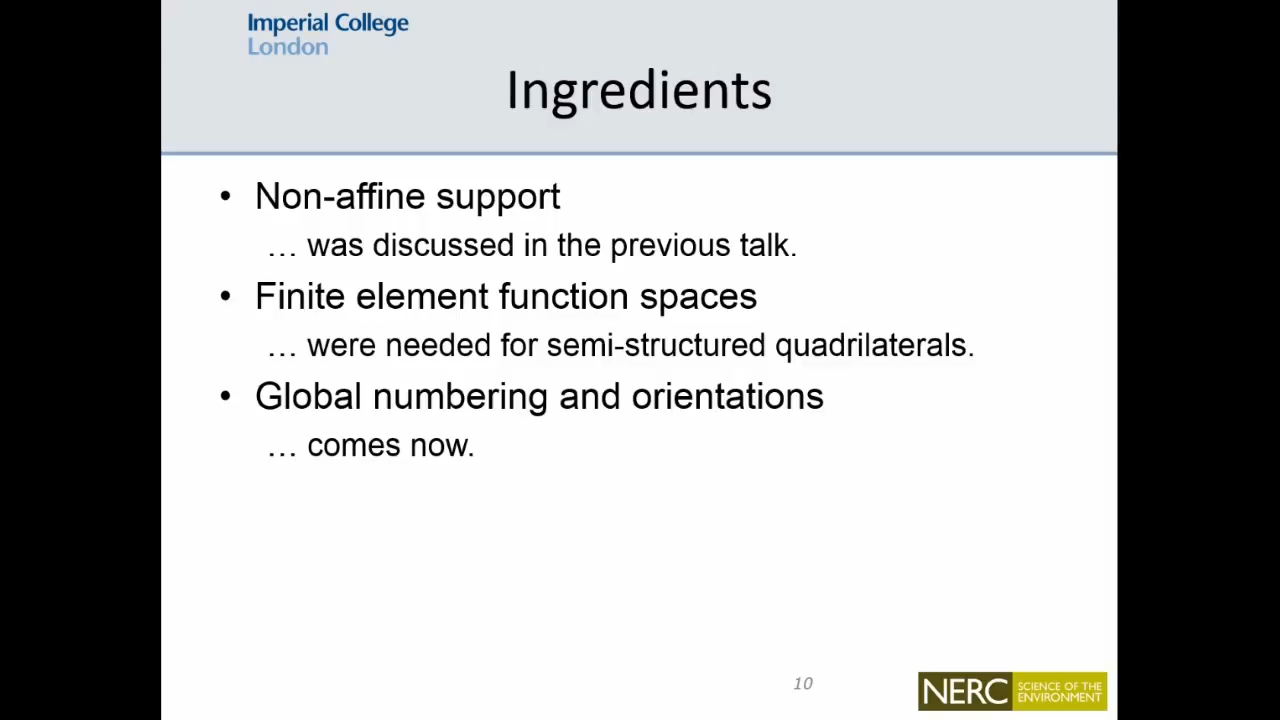 Imperial College
London
Ingredients
• Non-affine support
… was discussed in the previous talk.
• Finite element function spaces
… were needed for semi-structured quadrilaterals.
• Global numbering and orientations
… comes now.
10
NERC SCIENCE OF THE
ENVIRONMENT